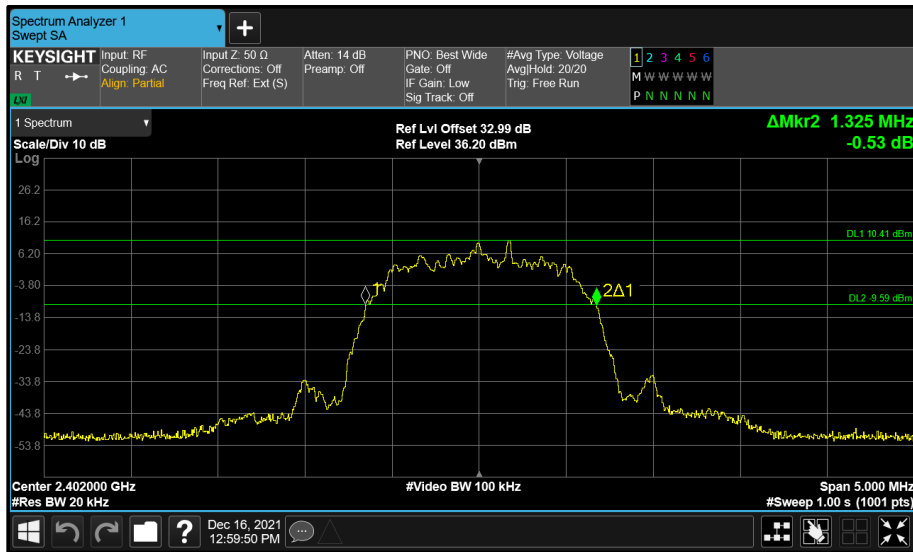 Spectrum Analyzer 1
Swept SA
+
KEYSIGHT
R T
LXI
Input: RF
Coupling: AC
Align: Partial
Input Z: 50 Ω
Corrections: Off
Freq Ref: Ext (S)
Atten: 14 dB
Preamp: Off
PNO: Best Wide
Gate: Off
IF Gain: Low
Sig Track: Off
#Avg Type: Voltage
Avg|Hold: 20/20
Trig: Free Run
1 2 3 4 5 6
M W W W W W
P N N N N N
1 Spectrum
Scale/Div 10 dB
Log
Ref Lvl Offset 32.99 dB
Ref Level 36.20 dBm
ΔMkr2 1.325 MHz
-0.53 dB
26.2
16.2
6.20
-3.80
-13.8
-23.8
-33.8
-43.8
-53.8
DL1 10.41 dBm
1
2Δ1
DL2 -9.59 dBm
Center 2.402000 GHz
#Res BW 20 kHz
#Video BW 100 kHz
Span 5.000 MHz
#Sweep 1.00 s (1001 pts)
?
Dec 16, 2021
12:59:50 PM